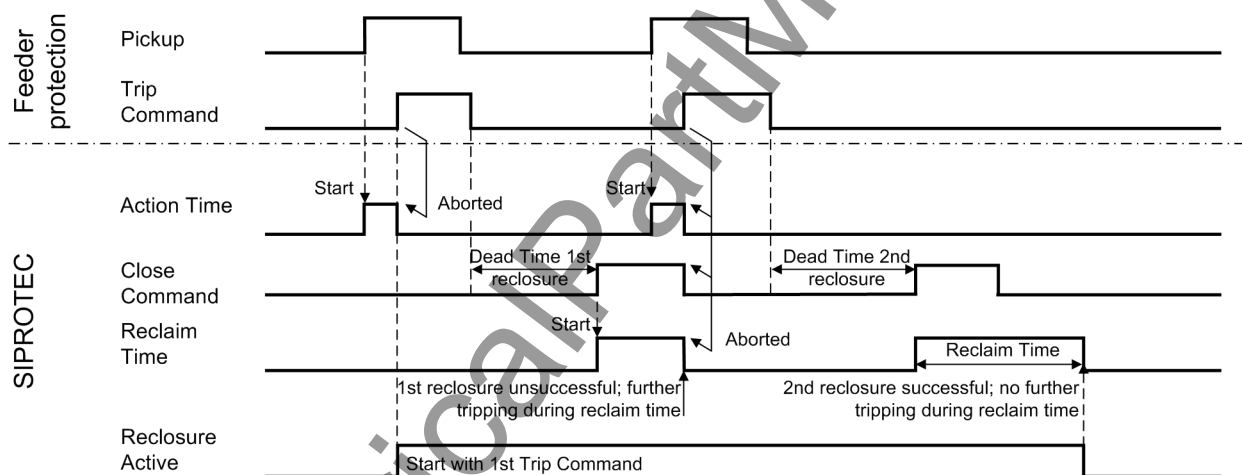 Feeder
protection
Pickup
Trip
Command
Start
Start
Action Time
Aborted
SIPROTEC
Close
Command
Dead Time 1st
reclosure
Dead Time 2nd
reclosure
Reclaim
Time
Start
Aborted
Reclaim Time
1st reclosure unsuccessful; further
tripping during reclaim time
2nd reclosure successful; no further
tripping during reclaim time
Reclosure
Active
Start with 1st Trip Command
icalPartM